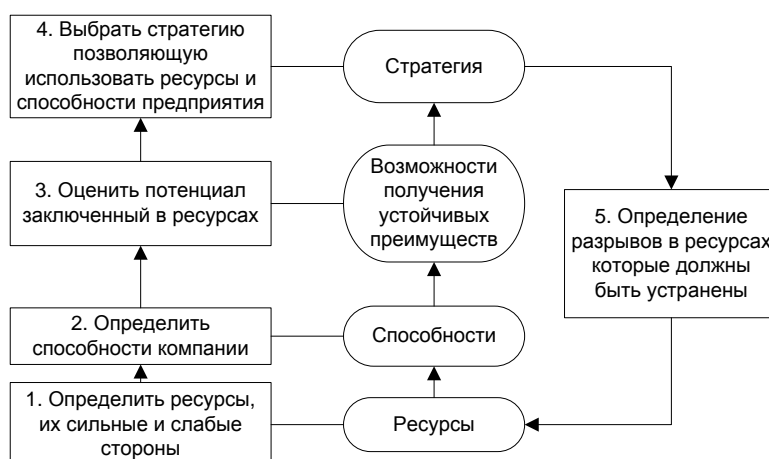 4. Выбрать стратегию
позволяющую
использовать ресурсы и
способности предприятия
Стратегия
3. Оценить потенциал
заключенный в ресурсах
Возможности
получения
устойчивых
преимуществ
5. Определение
разрывов в ресурсах
которые должны
быть устранены
2. Определить
способности компании
Способности
1. Определить ресурсы,
их сильные и слабые
стороны
Ресурсы